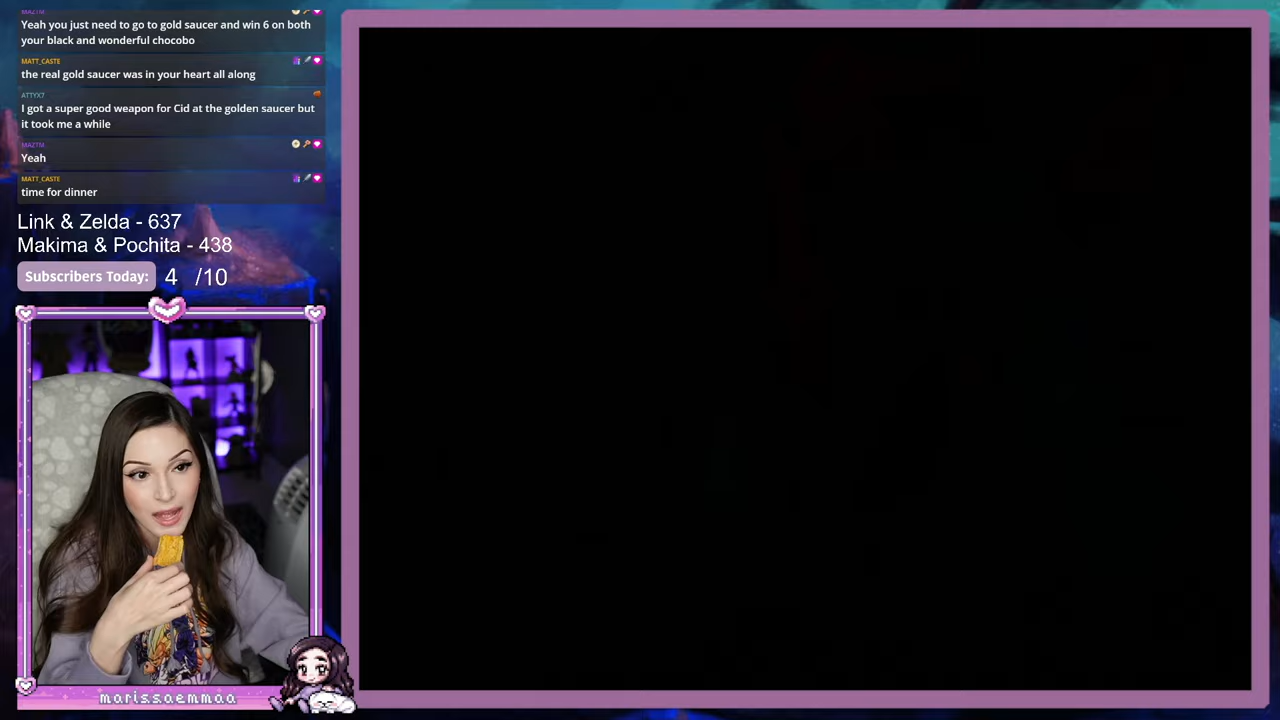 MAZTM
Yeah you just need to go to gold saucer and win 6 on both
your black and wonderful chocobo
MATT_CASTE
the real gold saucer was in your heart all along
ATTYX7
I got a super good weapon for Cid at the golden saucer but
it took me a while
MAZTM
Yeah
MATT_CASTE
time for dinner
Link & Zelda - 637
Makima & Pochita - 438
Subscribers Today: 4 /10
marissaemmaa